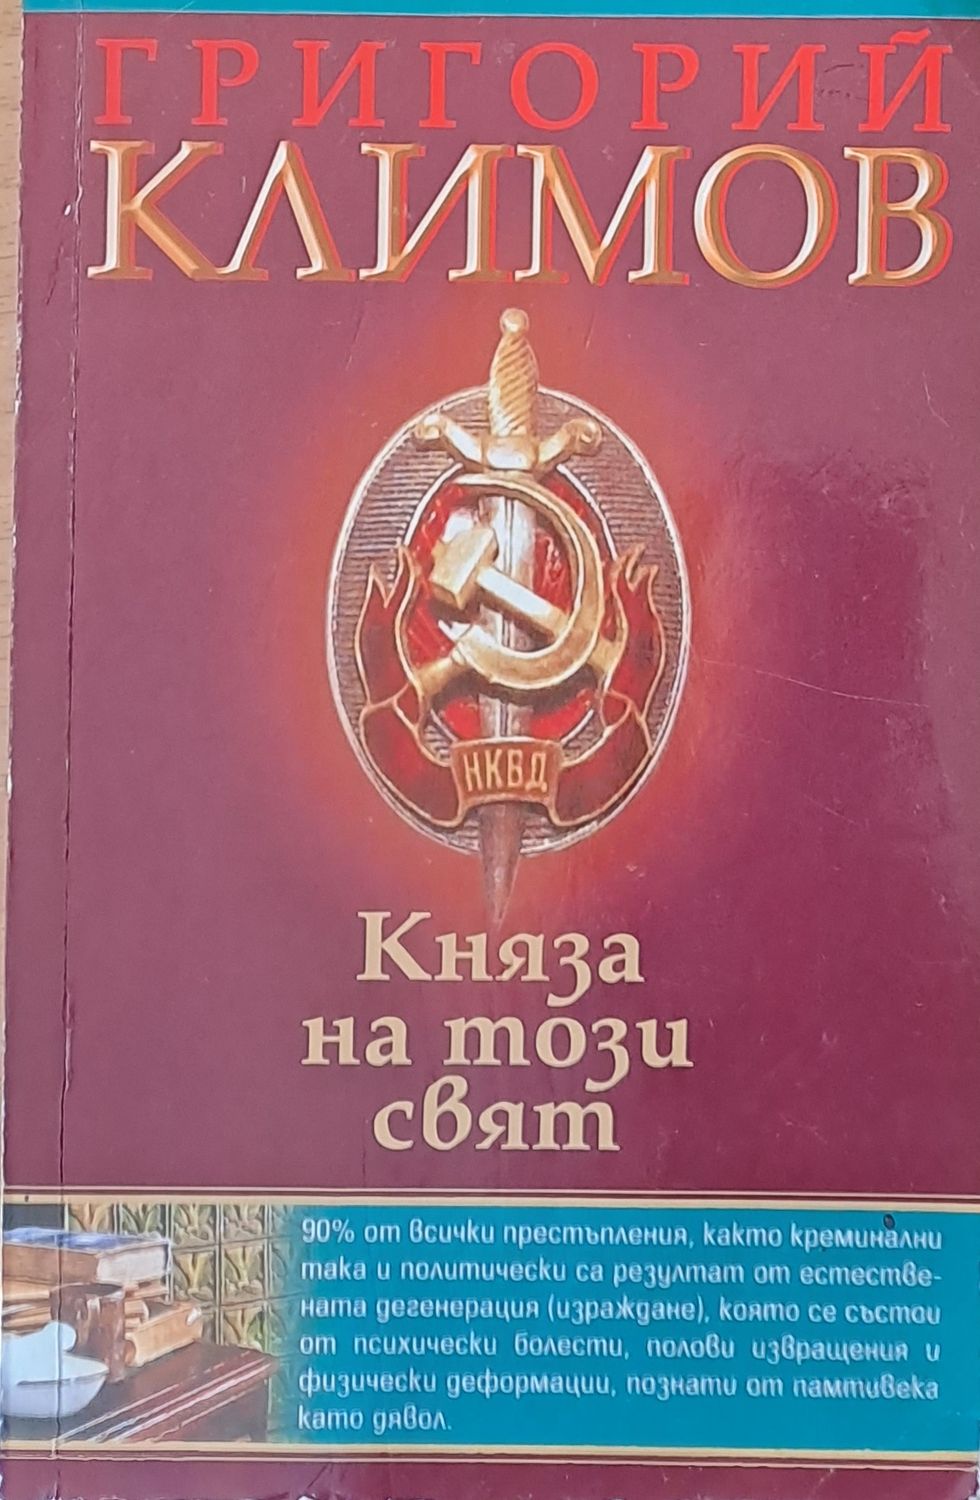 ГРИГОРИЙ
КЛИМОВ
НКВД
Княза
на този
свят
90% от всички престъпления, както креминални
така и политически са резултат от естестве-
ната дегенерация (израждане), която се състои
от психически болести, полови извращения и
физически деформации, познати от памтивека
като дявол.